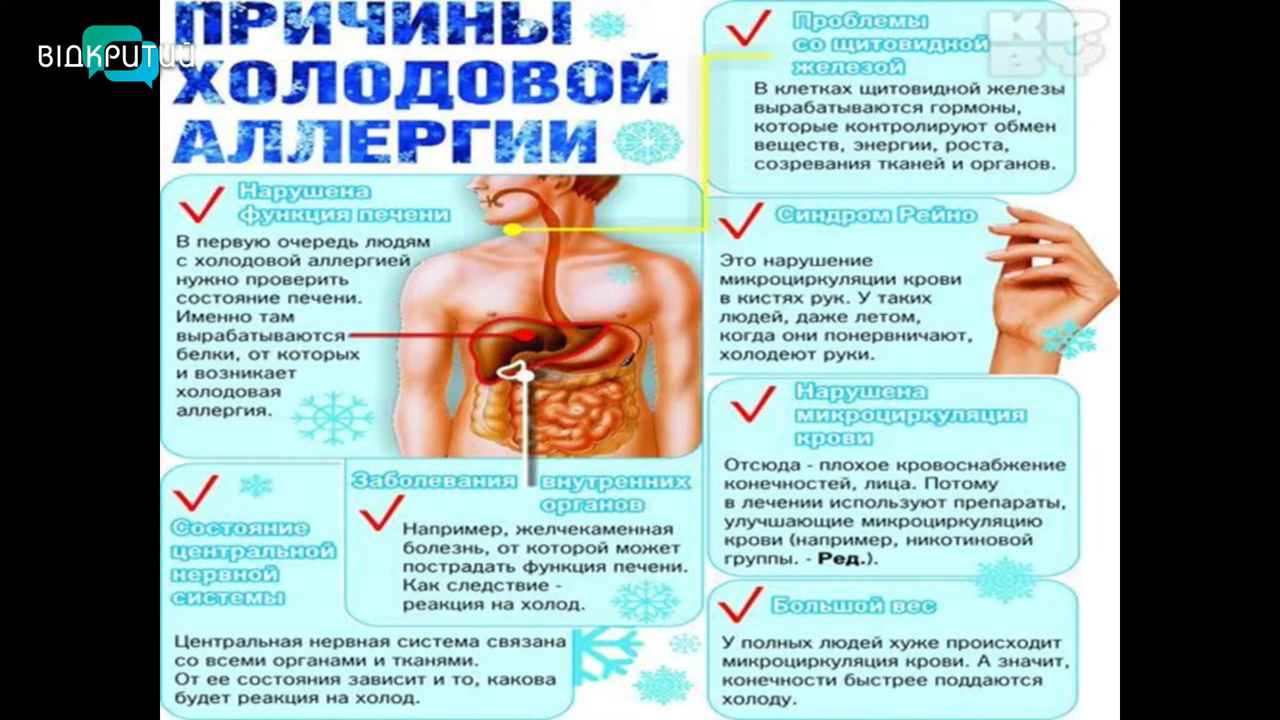 ВІДКРИТИЙ
ПРИЧИНЫ
ХОЛОДОВОЙ
АЛЛЕРГИИ
Нарушена
функция печени
В первую очередь людям
с холодовой аллергией
нужно проверить
состояние печени.
Именно там
вырабатываются
белки, от которых
и возникает
холодовая
аллергия.
Состояние
центральной
нервной
системы
Центральная нервная система связана
со всеми органами и тканями.
От ее состояния зависит и то, какова
будет реакция на холод.
Заболевания внутренних
органов
Например, желчекаменная
болезнь, от которой может
пострадать функция печени.
Как следствие -
реакция на холод.
KP.
BY
Проблемы
со щитовидной
железой
В клетках щитовидной железы
вырабатываются гормоны,
которые контролируют обмен
веществ, энергии, роста,
созревания тканей и органов.
Синдром Рейно
Это нарушение
микроциркуляции крови
в кистях рук. У таких
людей, даже летом,
когда они понервничают,
холодеют руки.
Нарушена
микроциркуляция
крови
Отсюда - плохое кровоснабжение
конечностей, лица. Потому
в лечении используют препараты,
улучшающие микроциркуляцию
крови (например, никотиновой
группы. - Ред.).
Большой вес
У полных людей хуже происходит
микроциркуляция крови. А значит,
конечности быстрее поддаются
холоду.